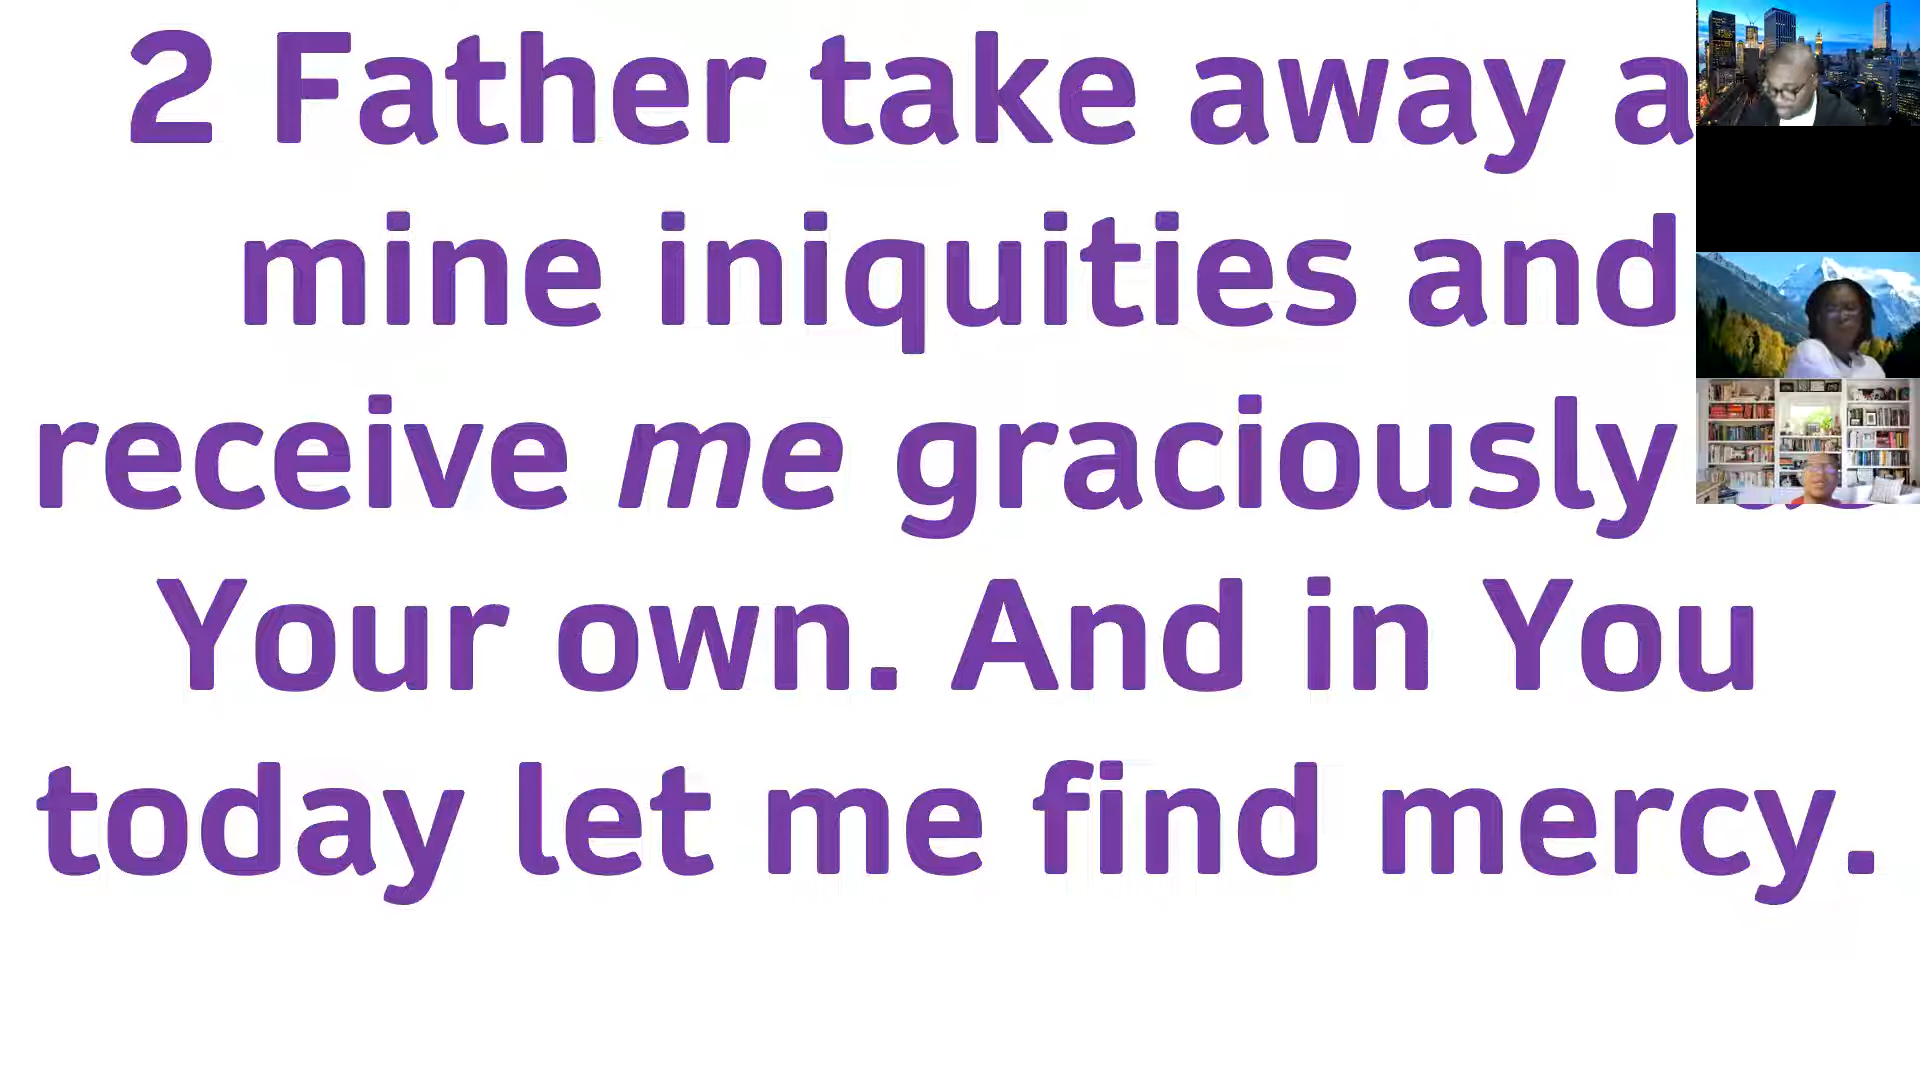 2 Father take away a
mine iniquities and
receive me graciously
Your own. And in You
today let me find mercy.